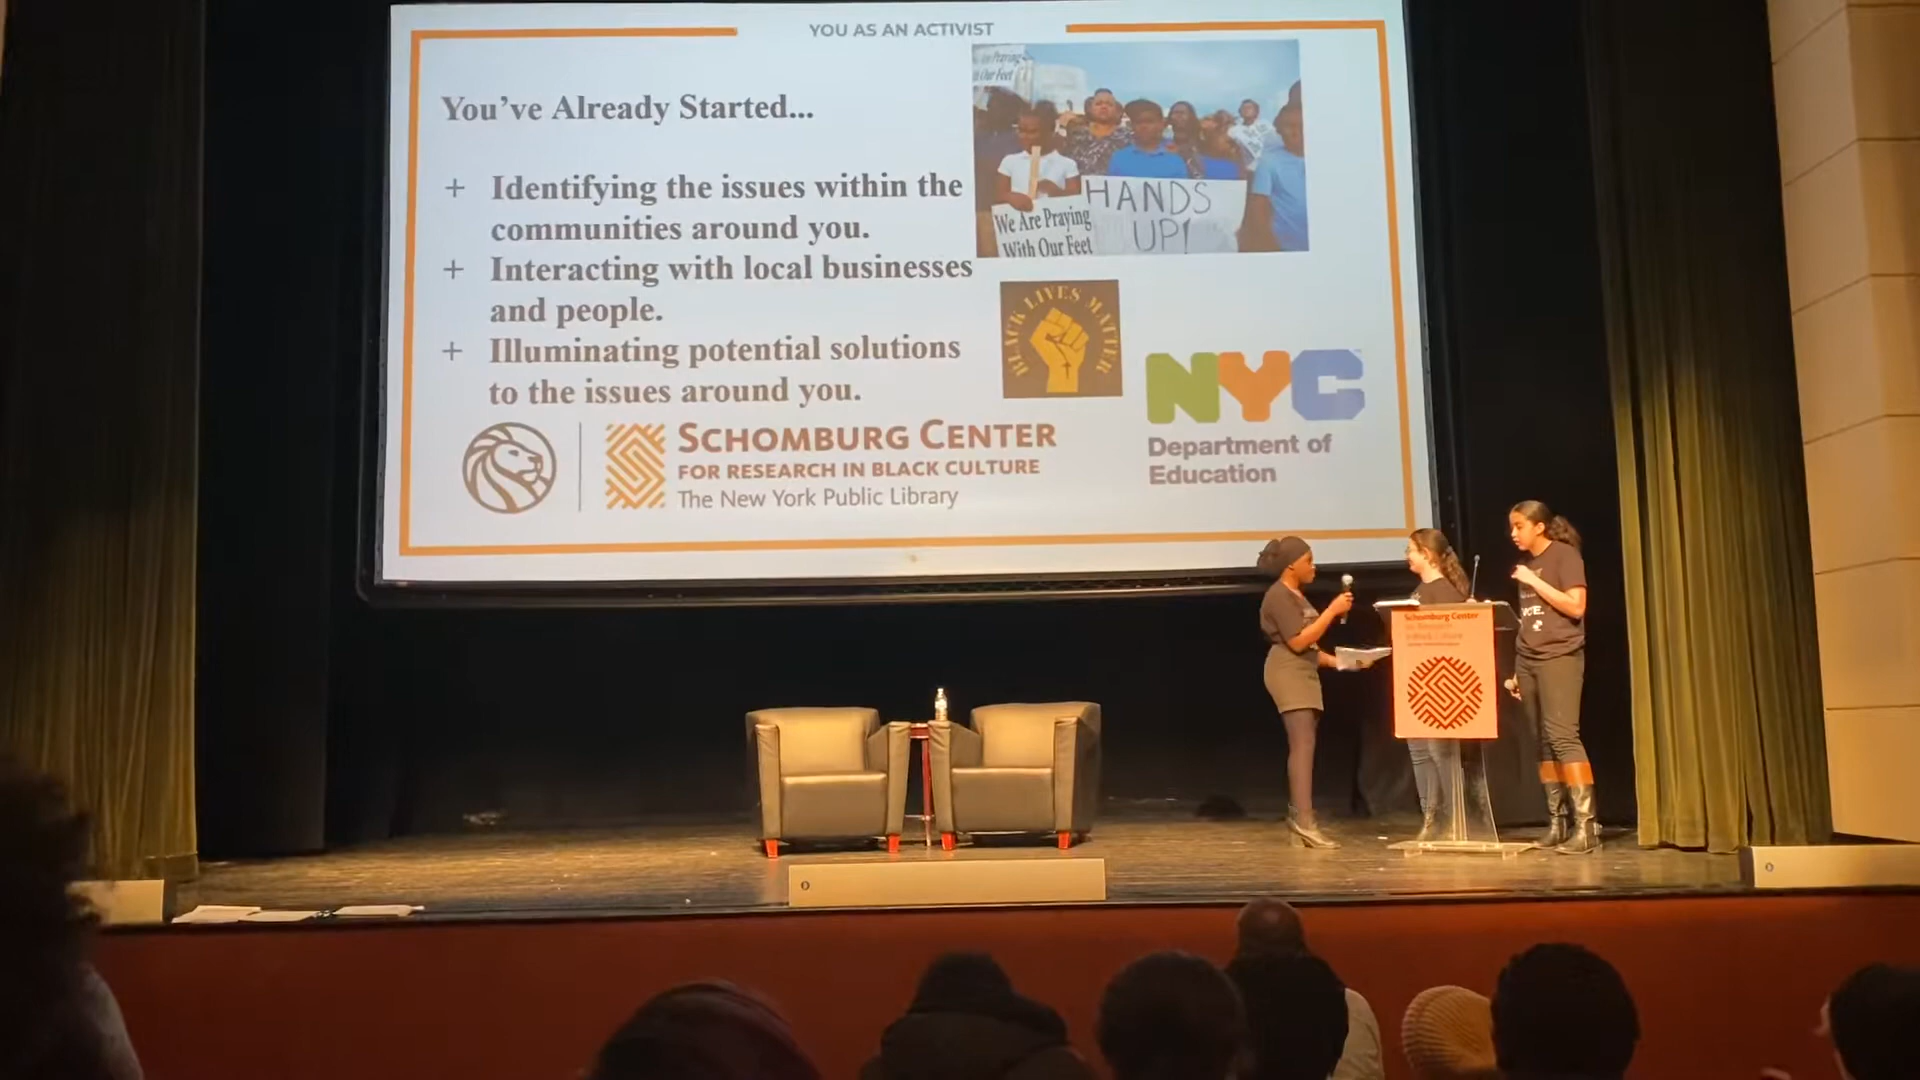 YOU AS AN ACTIVIST
You've Already Started...
+ Identifying the issues within the
communities around you.
+ Interacting with local businesses
and people.
+ Illuminating potential solutions
to the issues around you.
We Are Praying
With Our Feet
HANDS
UP!
BLACK LIVES MATTER
NYC
Department of
Education
SCHOMBURG CENTER
FOR RESEARCH IN BLACK CULTURE
The New York Public Library
Schomburg Center